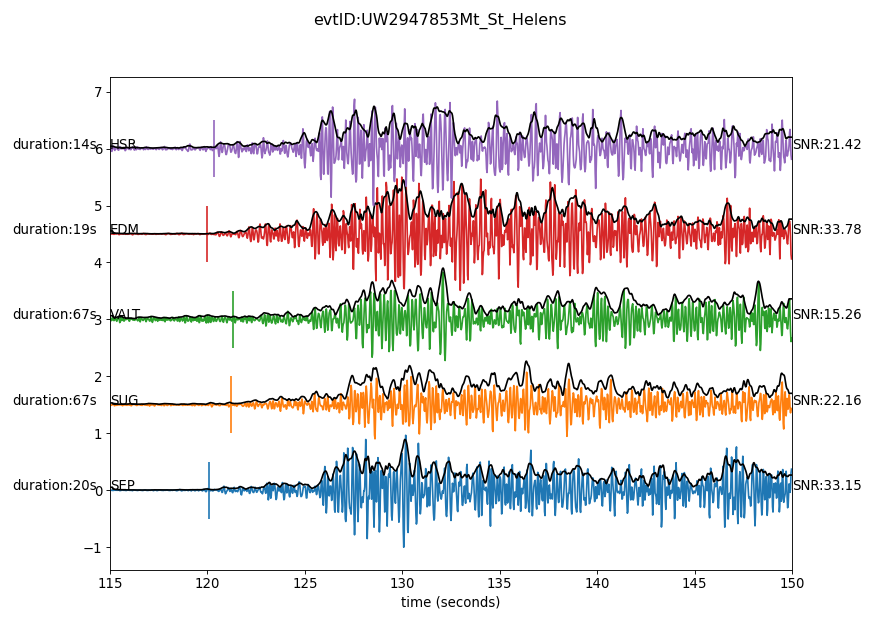 evtID:UW2947853Mt_St_Helens
7
duration:14s HSR SNR:21.42
6
5
duration:19s EDM SNR:33.78
4
duration:67s VALT SNR:15.26
3
2
duration:67s SUG SNR:22.16
1
duration:20s SEP SNR:33.15
0
−1
115 120 125 130 135 140 145 150
time (seconds)